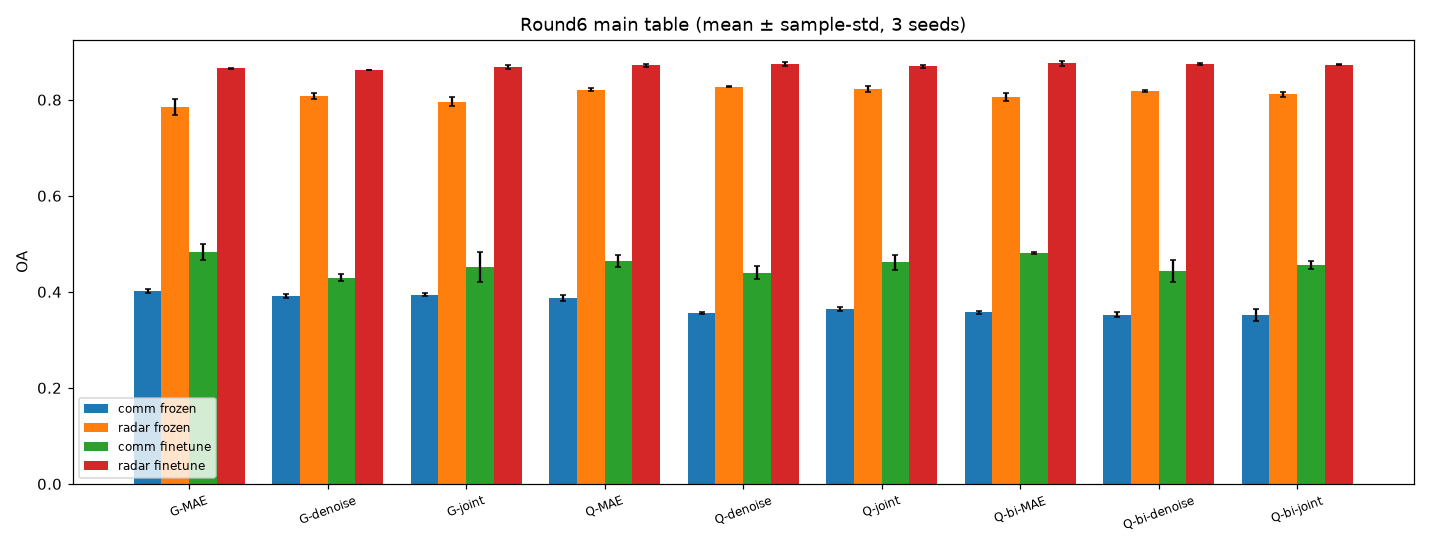 Round6 main table (mean ± sample-std, 3 seeds)
OA
0.8
0.6
0.4
0.2
0.0
comm frozen
radar frozen
comm finetune
radar finetune
G-MAE
G-denoise
G-joint
Q-MAE
Q-denoise
Q-joint
Q-bi-MAE
Q-bi-denoise
Q-bi-joint